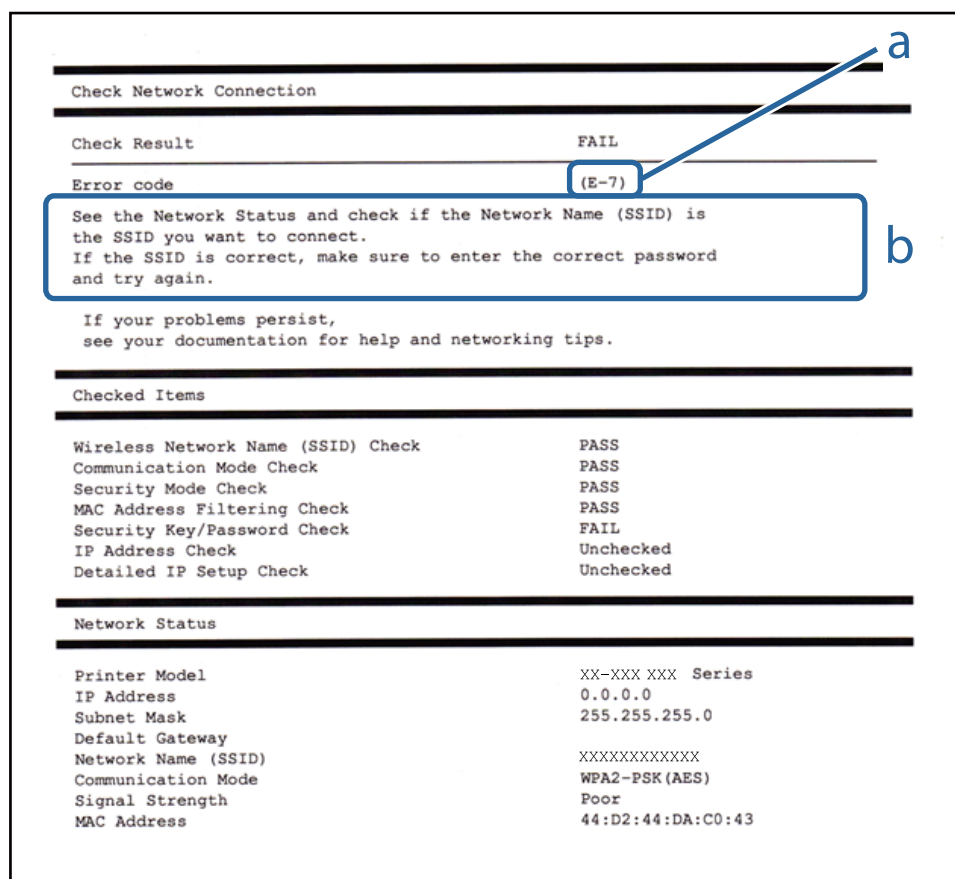 a
Check Network Connection
Check Result FAIL
Error code (E-7)
See the Network Status and check if the Network Name (SSID) is
the SSID you want to connect.
If the SSID is correct, make sure to enter the correct password
and try again.
b
If your problems persist,
see your documentation for help and networking tips.
Checked Items
Wireless Network Name (SSID) Check PASS
Communication Mode Check PASS
Security Mode Check PASS
MAC Address Filtering Check PASS
Security Key/Password Check FAIL
IP Address Check Unchecked
Detailed IP Setup Check Unchecked
Network Status
Printer Model XX-XXX XXX Series
IP Address 0.0.0.0
Subnet Mask 255.255.255.0
Default Gateway
Network Name (SSID) XXXXXXXXXXXX
Communication Mode WPA2-PSK(AES)
Signal Strength Poor
MAC Address 44:D2:44:DA:C0:43